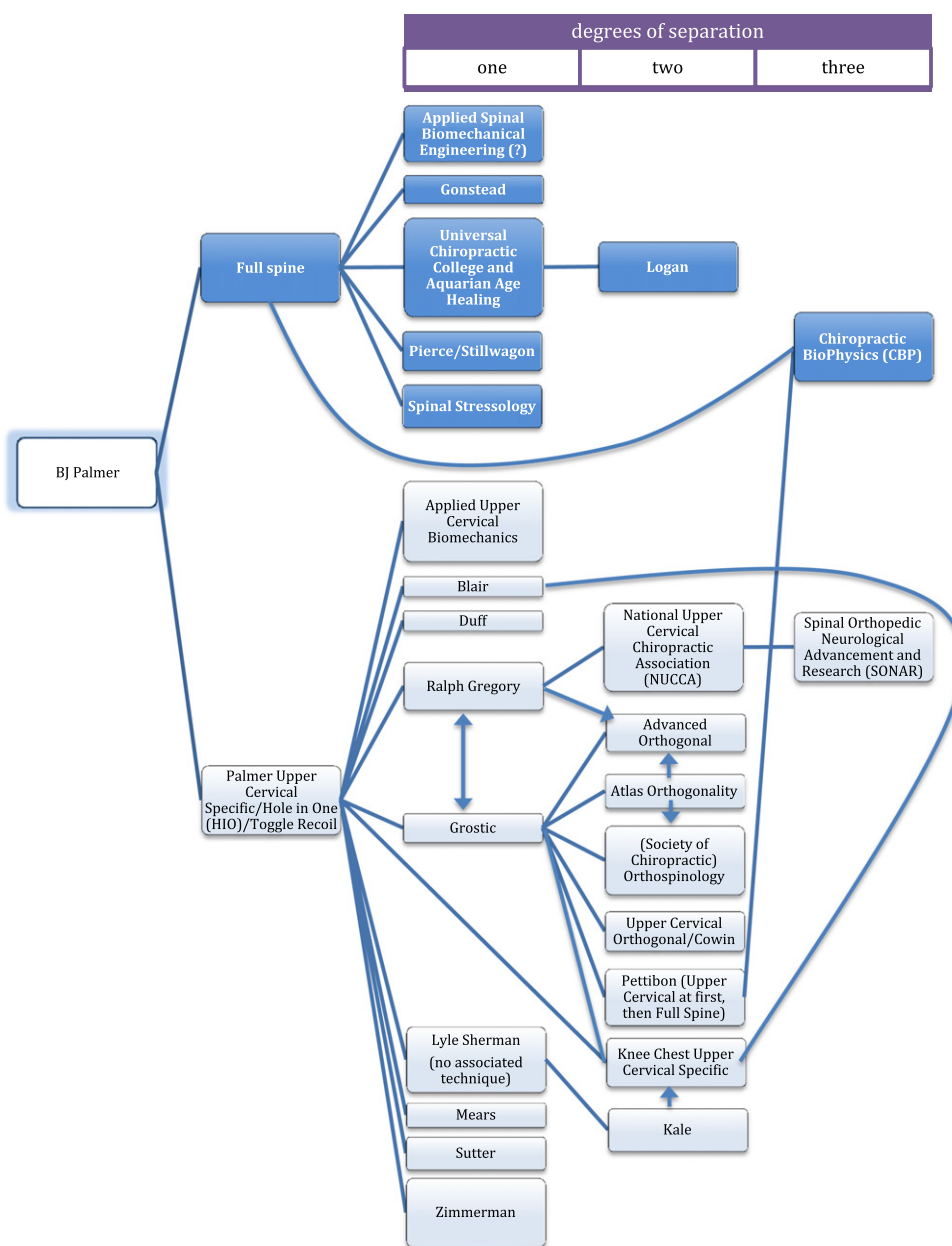 degrees of separation
one
two
three
Applied Spinal
Biomechanical
Engineering (?)
Gonstead
Universal
Chiropractic
College and
Aquarian Age
Healing
Full spine
Logan
Pierce/Stillwagon
Chiropractic
BioPhysics (CBP)
Spinal Stressology
BJ Palmer
Applied Upper
Cervical
Biomechanics
Blair
Duff
National Upper
Cervical
Chiropractic
Association
(NUCCA)
Spinal Orthopedic
Neurological
Advancement and
Research (SONAR)
Ralph Gregory
Advanced
Orthogonal
Palmer Upper
Cervical
Specific/Hole in One
(HIO)/Toggle Recoil
Atlas Orthogonality
Grostic
(Society of
Chiropractic)
Orthospinology
Upper Cervical
Orthogonal/Cowin
Pettibon (Upper
Cervical at first,
then Full Spine)
Lyle Sherman
(no associated
technique)
Knee Chest Upper
Cervical Specific
Mears
Kale
Sutter
Zimmerman